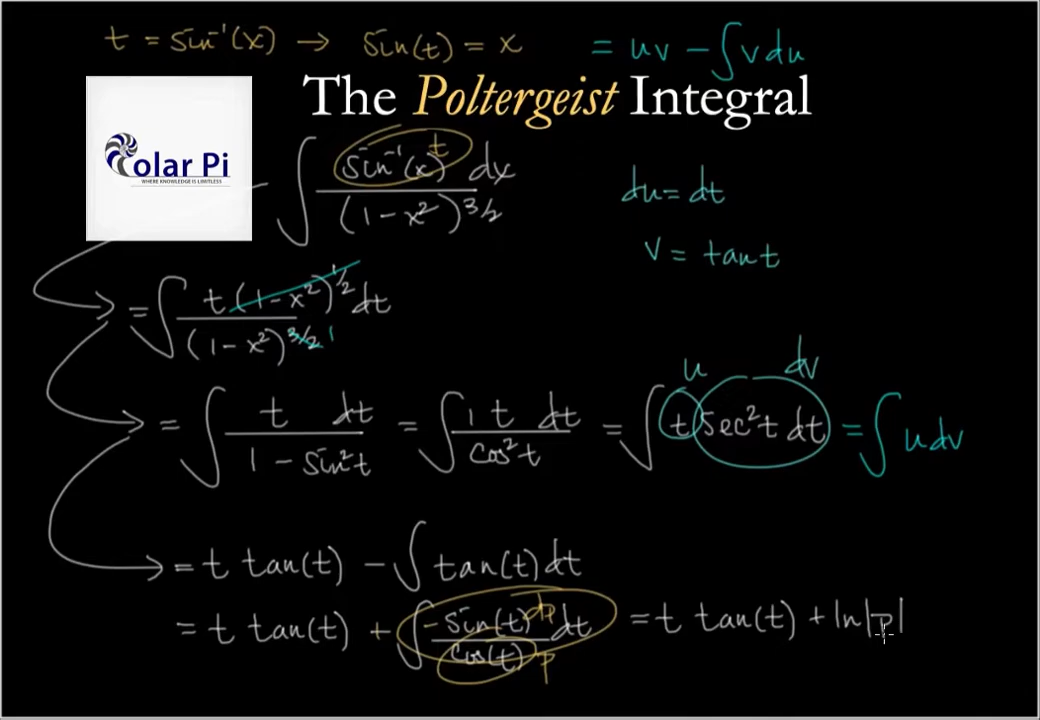 t = sin⁻¹(x) → sin(t) = x = uv - ∫v du
The Poltergeist Integral
olar Pi
WHERE KNOWLEDGE IS LIMITLESS
∫ sin⁻¹(x) t dx / (1-x²)^3/2
du = dt
v = tan t
= ∫ t (1-x²)^1/2 dt / (1-x²)^3/2 1
u dv
= ∫ t dt / 1 - sin²t = ∫ 1 t dt / cos²t = ∫ t sec²t dt = ∫ u dv
= t tan(t) - ∫ tan(t) dt
= t tan(t) + ∫ -sin(t) dp dt / cos(t) p = t tan(t) + ln|p|